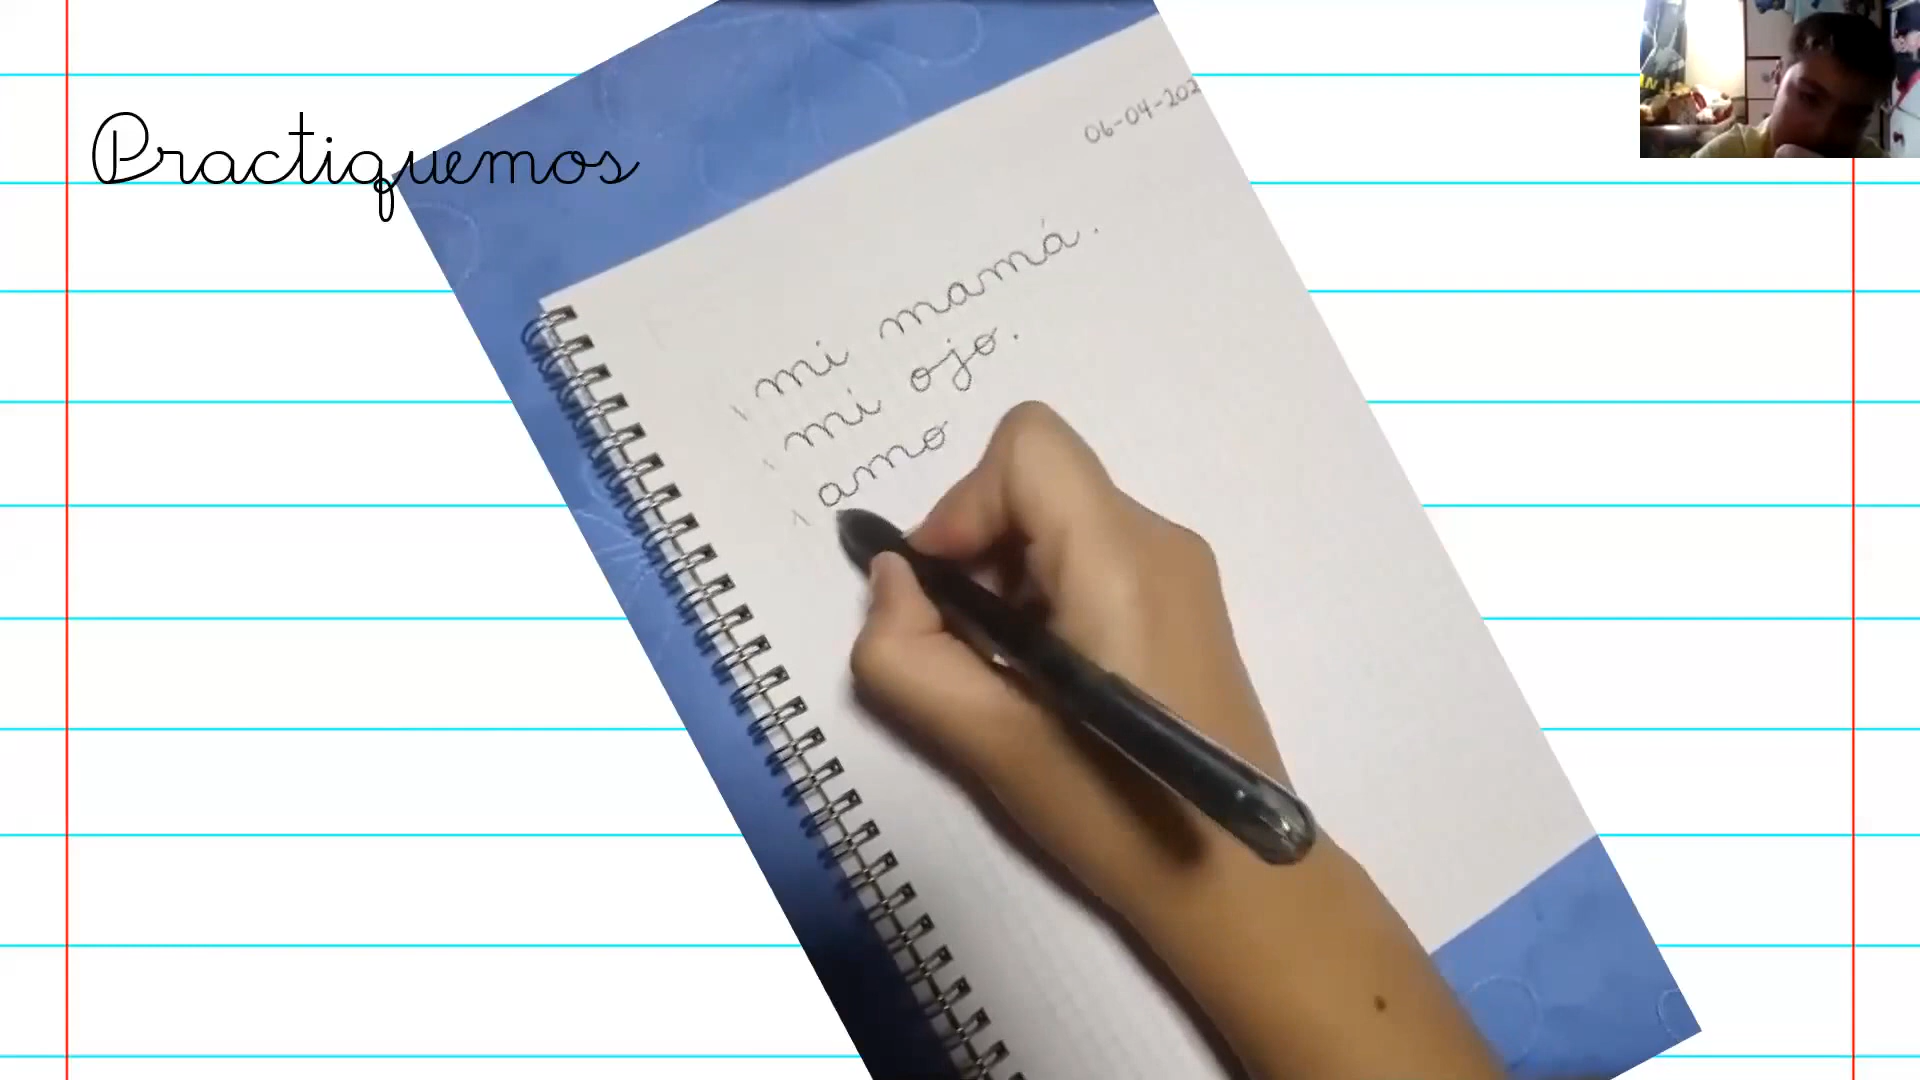 Practiquemos
06-04-202
mi mamá.
mi ojo.
amo